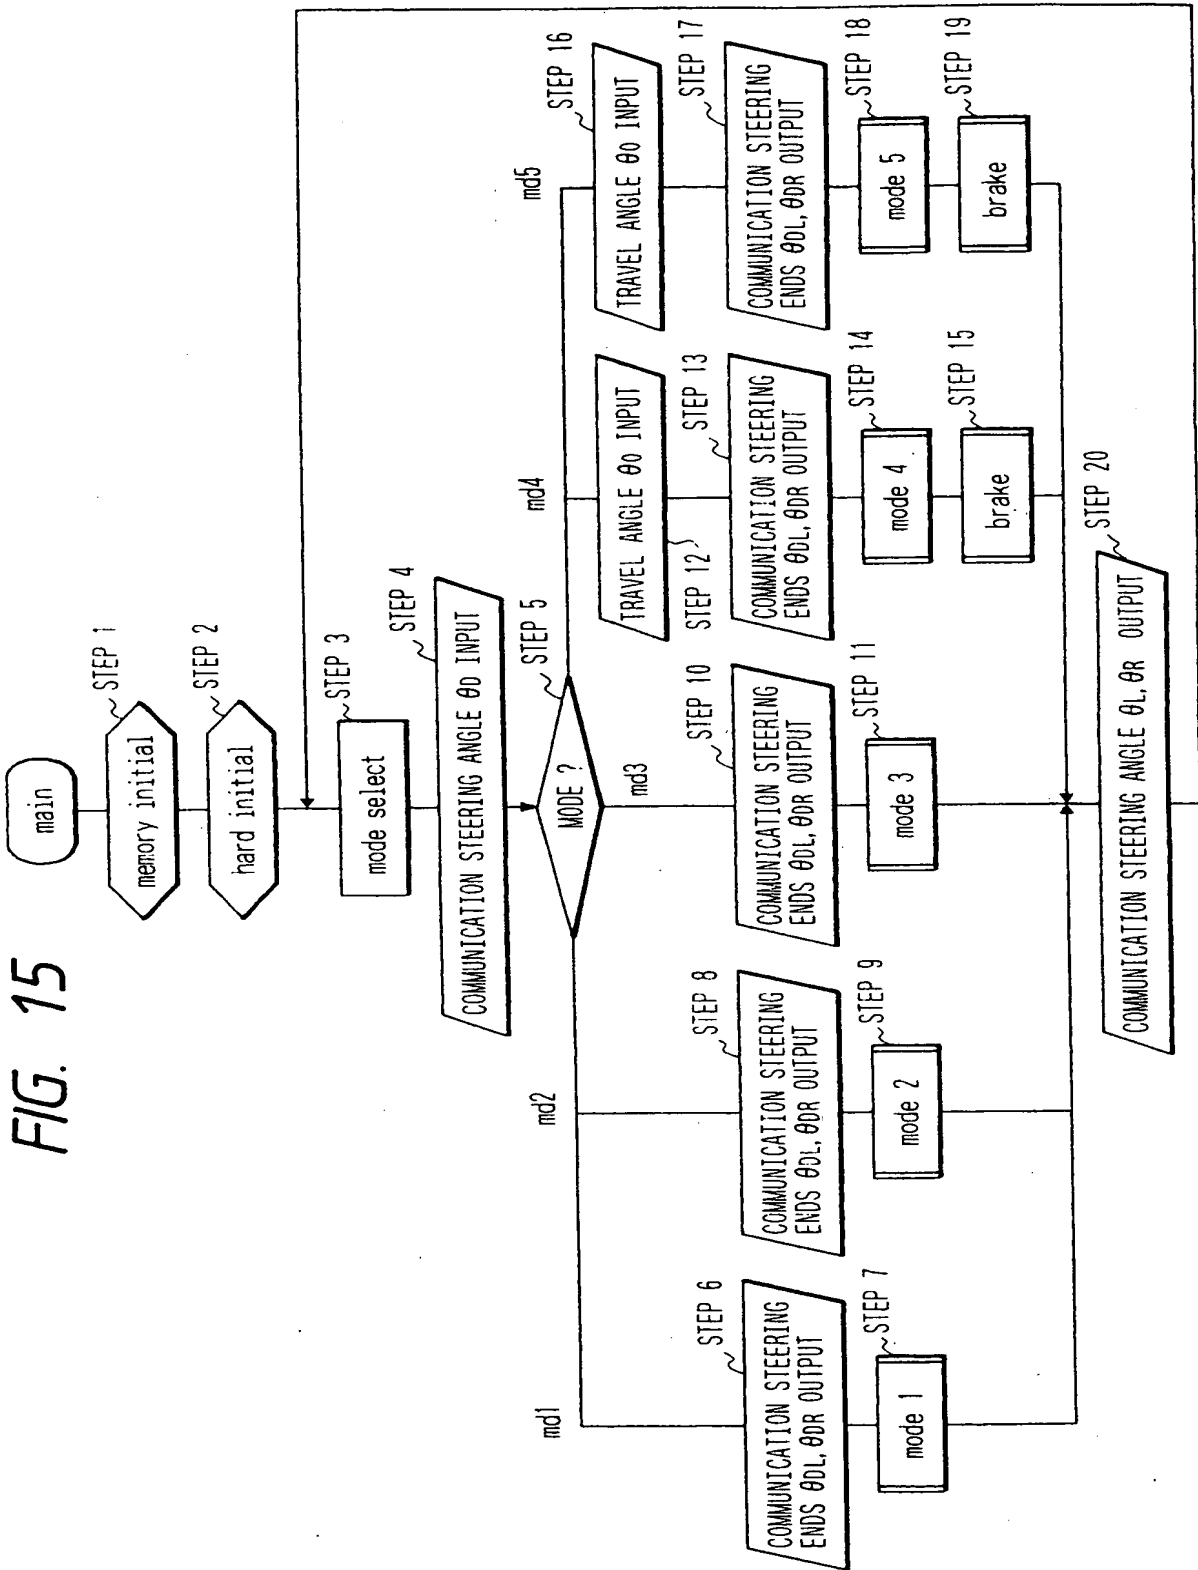 FIG. 15
main
memory initial
STEP 1
hard initial
STEP 2
mode select
STEP 3
COMMUNICATION STEERING ANGLE θD INPUT
STEP 4
MODE ?
STEP 5
md1
COMMUNICATION STEERING
ENDS θDL, θDR OUTPUT
STEP 6
mode 1
STEP 7
md2
COMMUNICATION STEERING
ENDS θDL, θDR OUTPUT
STEP 8
mode 2
STEP 9
md3
COMMUNICATION STEERING
ENDS θDL, θDR OUTPUT
STEP 10
mode 3
STEP 11
md4
TRAVEL ANGLE θ0 INPUT
STEP 12
COMMUNICATION STEERING
ENDS θDL, θDR OUTPUT
STEP 13
mode 4
STEP 14
brake
STEP 15
md5
TRAVEL ANGLE θ0 INPUT
STEP 16
COMMUNICATION STEERING
ENDS θDL, θDR OUTPUT
STEP 17
mode 5
STEP 18
brake
STEP 19
COMMUNICATION STEERING ANGLE θL, θR OUTPUT
STEP 20